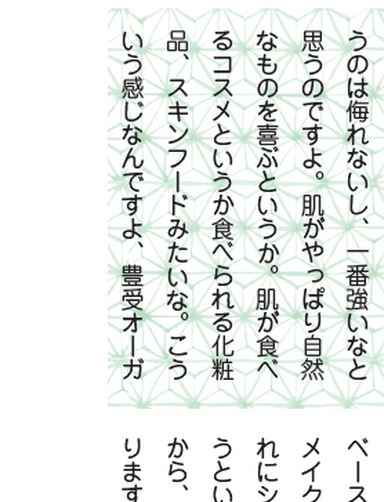 うのは侮れないし、一番強いなと
思うのですよ。肌がやっぱり自然
なものを喜ぶというか。肌が食べ
るコスメというか食べられる化粧
品、スキンフードみたいな。こう
いう感じなんですよ、豊受オーガ
ベース
メイク
れにシ
うとい
から、
ります